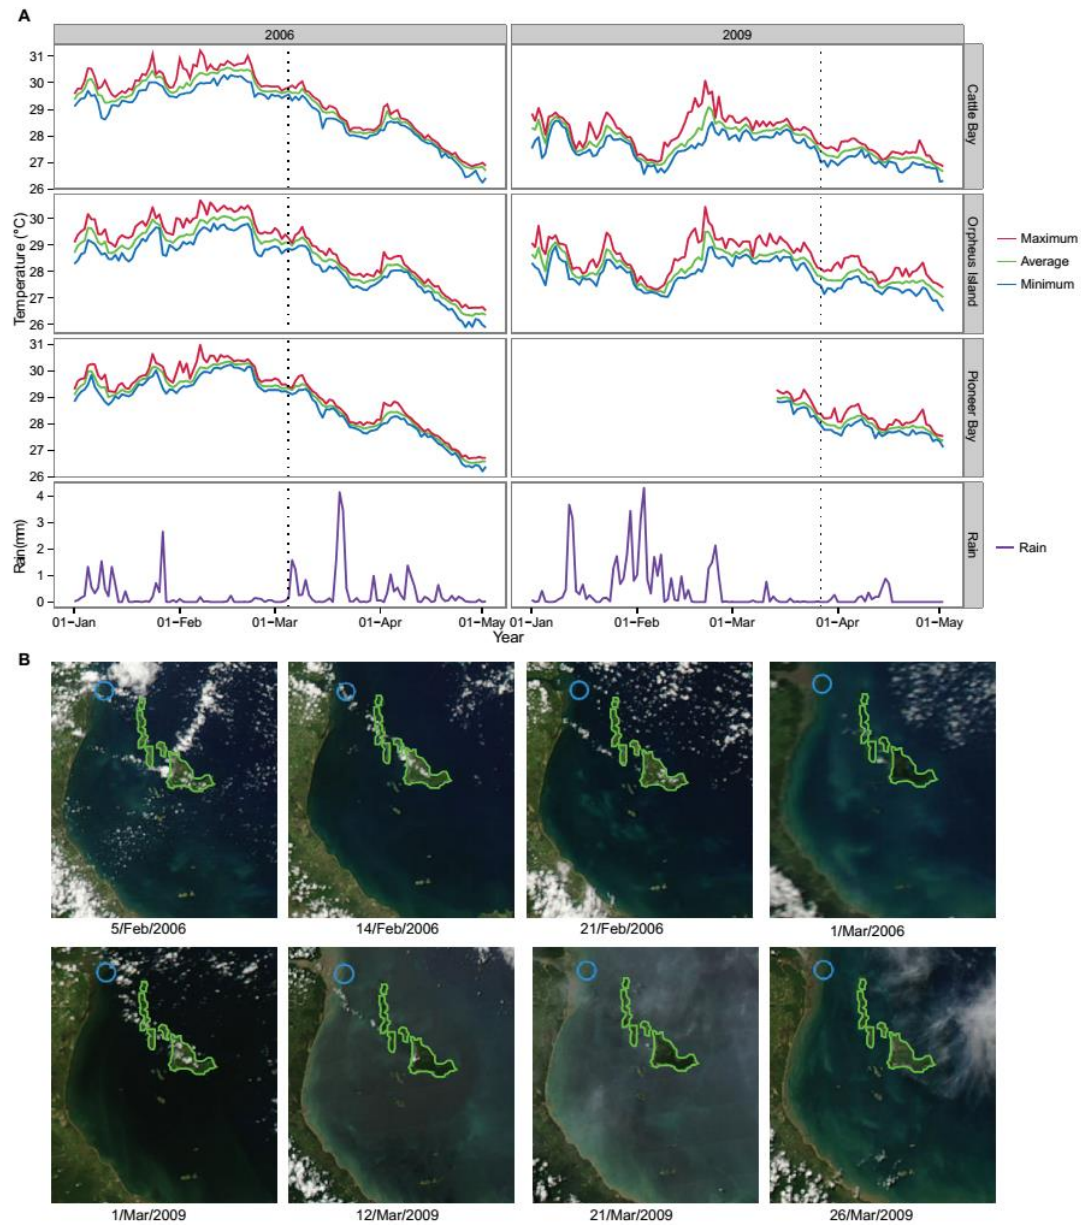 A
2006
2009
31
30
29
28
27
26
Cattle Bay
Temperature (°C)
30
29
28
27
26
Orpheus Island
Maximum
Average
Minimum
31
30
29
28
27
26
Pioneer Bay
Rain(mm)
4
3
2
1
0
Rain
Rain
01-Jan 01-Feb 01-Mar 01-Apr 01-May 01-Jan 01-Feb 01-Mar 01-Apr 01-May
Year
B
5/Feb/2006 14/Feb/2006 21/Feb/2006 1/Mar/2006
1/Mar/2009 12/Mar/2009 21/Mar/2009 26/Mar/2009